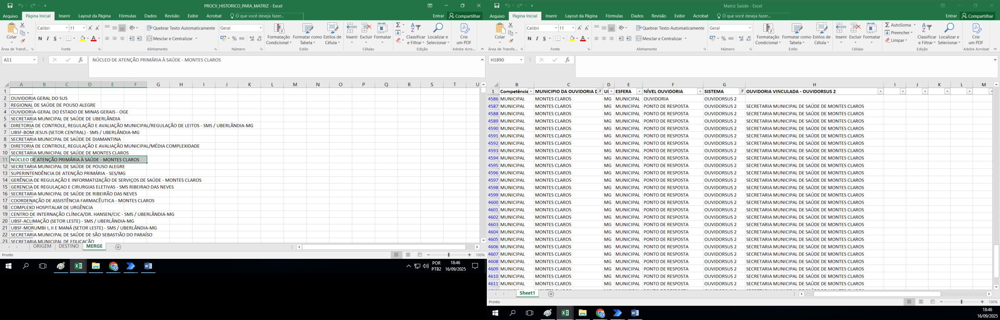 PROCV_HISTORICO_PARA_MATRIZ - Excel
Arquivo Página Inicial Inserir Layout da Página Fórmulas Dados Revisão Exibir Acrobat O que você deseja fazer... Entrar Compartilhar
Calibri 11 Quebrar Texto Automaticamente Geral
Colar N I S Mesclar e Centralizar % 000 Formatação Condicional Formatar como Tabela Estilos de Célula Inserir Excluir Formatar Classificar e Filtrar Localizar e Selecionar Crie um PDF
Área de Transf... Fonte Alinhamento Número Estilo Células Edição Adobe Acro...
A11 fx NÚCLEO DE ATENÇÃO PRIMÁRIA À SAÚDE - MONTES CLAROS
A B C D E F G H I J K L M N O P Q R S T U
1
2 OUVIDORIA GERAL DO SUS
3 REGIONAL DE SAÚDE DE POUSO ALEGRE
4 OUVIDORIA-GERAL DO ESTADO DE MINAS GERAIS - OGE
5 SECRETARIA MUNICIPAL DE SAÚDE DE UBERLÂNDIA
6 DIRETORIA DE CONTROLE, REGULAÇÃO E AVALIAÇÃO MUNICIPAL/REGULAÇÃO DE LEITOS - SMS / UBERLÂNDIA-MG
7 UBSF-BOM JESUS (SETOR CENTRAL) - SMS / UBERLÂNDIA-MG
8 SECRETARIA MUNICIPAL DE SAÚDE DE DIAMANTINA
9 DIRETORIA DE CONTROLE, REGULAÇÃO E AVALIAÇÃO MUNICIPAL/MÉDIA COMPLEXIDADE
10 SECRETARIA MUNICIPAL DE SAÚDE DE MONTES CLAROS
11 NÚCLEO DE ATENÇÃO PRIMÁRIA À SAÚDE - MONTES CLAROS
12 SECRETARIA MUNICIPAL DE SAÚDE DE POUSO ALEGRE
13 SUPERINTENDÊNCIA DE ATENÇÃO PRIMÁRIA - SES/MG
14 GERÊNCIA DE REGULAÇÃO E INFORMATIZAÇÃO DE SERVIÇOS DE SAÚDE - MONTES CLAROS
15 GERENCIA DE REGULAÇAO E CIRURGIAS ELETIVAS - SMS RIBEIRAO DAS NEVES
16 SECRETARIA MUNICIPAL DE SAÚDE DE RIBEIRÃO DAS NEVES
17 COORDENAÇÃO DE ASSISTÊNCIA FARMACÊUTICA - MONTES CLAROS
18 COMPLEXO HOSPITALAR DE URGÊNCIA
19 CENTRO DE INTERNAÇÃO CLÍNICA/DR. HANSEN/CIC - SMS / UBERLÂNDIA-MG
20 UBSF-ACLIMAÇÃO (SETOR LESTE) - SMS / UBERLÂNDIA-MG
21 UBSF-MORUMBI I, II E MANÁ (SETOR LESTE) - SMS / UBERLÂNDIA-MG
22 SECRETARIA MUNICIPAL DE SAÚDE DE SÃO SEBASTIÃO DO PARAÍSO
23 SECRETARIA MUNICIPAL DE EDUCAÇÃO
ORIGEM DESTINO MERGE
Pronto 100%
POR PTB2 18:46 16/09/2025
Matriz Saúde - Excel
Arquivo Página Inicial Inserir Layout da Página Fórmulas Dados Revisão Exibir Acrobat O que você deseja fazer... Entrar Compartilhar
Calibri 11 Quebrar Texto Automaticamente Geral AutoSoma
Colar N I S Mesclar e Centralizar % 000 Formatação Condicional Formatar como Tabela Estilos de Célula Inserir Excluir Formatar Preencher Limpar Classificar e Filtrar Localizar e Selecionar Crie um PDF
Área de Transfe... Fonte Alinhamento Número Estilo Células Edição Adobe Acrobat
H1890 fx
B C D E F G H I J K L M
1 Competência MUNICIPIO DA OUVIDORIA D UI ESFERA NÍVEL OUVIDORIA SISTEMA OUVIDORIA VINCULADA - OUVIDORSUS 2
4586 MUNICIPAL MONTES CLAROS MG MUNICIPAL OUVIDORIA OUVIDORSUS 2
4587 MUNICIPAL MONTES CLAROS MG MUNICIPAL PONTO DE RESPOSTA OUVIDORSUS 2 SECRETARIA MUNICIPAL DE SAÚDE DE MONTES CLAROS
4588 MUNICIPAL MONTES CLAROS MG MUNICIPAL PONTO DE RESPOSTA OUVIDORSUS 2 SECRETARIA MUNICIPAL DE SAÚDE DE MONTES CLAROS
4589 MUNICIPAL MONTES CLAROS MG MUNICIPAL PONTO DE RESPOSTA OUVIDORSUS 2 SECRETARIA MUNICIPAL DE SAÚDE DE MONTES CLAROS
4590 MUNICIPAL MONTES CLAROS MG MUNICIPAL PONTO DE RESPOSTA OUVIDORSUS 2 SECRETARIA MUNICIPAL DE SAÚDE DE MONTES CLAROS
4591 MUNICIPAL MONTES CLAROS MG MUNICIPAL PONTO DE RESPOSTA OUVIDORSUS 2 SECRETARIA MUNICIPAL DE SAÚDE DE MONTES CLAROS
4592 MUNICIPAL MONTES CLAROS MG MUNICIPAL PONTO DE RESPOSTA OUVIDORSUS 2 SECRETARIA MUNICIPAL DE SAÚDE DE MONTES CLAROS
4593 MUNICIPAL MONTES CLAROS MG MUNICIPAL PONTO DE RESPOSTA OUVIDORSUS 2 SECRETARIA MUNICIPAL DE SAÚDE DE MONTES CLAROS
4594 MUNICIPAL MONTES CLAROS MG MUNICIPAL PONTO DE RESPOSTA OUVIDORSUS 2 SECRETARIA MUNICIPAL DE SAÚDE DE MONTES CLAROS
4595 MUNICIPAL MONTES CLAROS MG MUNICIPAL PONTO DE RESPOSTA OUVIDORSUS 2 SECRETARIA MUNICIPAL DE SAÚDE DE MONTES CLAROS
4596 MUNICIPAL MONTES CLAROS MG MUNICIPAL PONTO DE RESPOSTA OUVIDORSUS 2 SECRETARIA MUNICIPAL DE SAÚDE DE MONTES CLAROS
4597 MUNICIPAL MONTES CLAROS MG MUNICIPAL PONTO DE RESPOSTA OUVIDORSUS 2 SECRETARIA MUNICIPAL DE SAÚDE DE MONTES CLAROS
4598 MUNICIPAL MONTES CLAROS MG MUNICIPAL PONTO DE RESPOSTA OUVIDORSUS 2 SECRETARIA MUNICIPAL DE SAÚDE DE MONTES CLAROS
4599 MUNICIPAL MONTES CLAROS MG MUNICIPAL PONTO DE RESPOSTA OUVIDORSUS 2 SECRETARIA MUNICIPAL DE SAÚDE DE MONTES CLAROS
4600 MUNICIPAL MONTES CLAROS MG MUNICIPAL PONTO DE RESPOSTA OUVIDORSUS 2 SECRETARIA MUNICIPAL DE SAÚDE DE MONTES CLAROS
4601 MUNICIPAL MONTES CLAROS MG MUNICIPAL PONTO DE RESPOSTA OUVIDORSUS 2 SECRETARIA MUNICIPAL DE SAÚDE DE MONTES CLAROS
4602 MUNICIPAL MONTES CLAROS MG MUNICIPAL PONTO DE RESPOSTA OUVIDORSUS 2 SECRETARIA MUNICIPAL DE SAÚDE DE MONTES CLAROS
4603 MUNICIPAL MONTES CLAROS MG MUNICIPAL PONTO DE RESPOSTA OUVIDORSUS 2 SECRETARIA MUNICIPAL DE SAÚDE DE MONTES CLAROS
4604 MUNICIPAL MONTES CLAROS MG MUNICIPAL PONTO DE RESPOSTA OUVIDORSUS 2 SECRETARIA MUNICIPAL DE SAÚDE DE MONTES CLAROS
4605 MUNICIPAL MONTES CLAROS MG MUNICIPAL PONTO DE RESPOSTA OUVIDORSUS 2 SECRETARIA MUNICIPAL DE SAÚDE DE MONTES CLAROS
4606 MUNICIPAL MONTES CLAROS MG MUNICIPAL PONTO DE RESPOSTA OUVIDORSUS 2 SECRETARIA MUNICIPAL DE SAÚDE DE MONTES CLAROS
4607 MUNICIPAL MONTES CLAROS MG MUNICIPAL PONTO DE RESPOSTA OUVIDORSUS 2 SECRETARIA MUNICIPAL DE SAÚDE DE MONTES CLAROS
4608 MUNICIPAL MONTES CLAROS MG MUNICIPAL PONTO DE RESPOSTA OUVIDORSUS 2 SECRETARIA MUNICIPAL DE SAÚDE DE MONTES CLAROS
4609 MUNICIPAL MONTES CLAROS MG MUNICIPAL PONTO DE RESPOSTA OUVIDORSUS 2 SECRETARIA MUNICIPAL DE SAÚDE DE MONTES CLAROS
4610 MUNICIPAL MONTES CLAROS MG MUNICIPAL PONTO DE RESPOSTA OUVIDORSUS 2 SECRETARIA MUNICIPAL DE SAÚDE DE MONTES CLAROS
4611 MUNICIPAL MONTES CLAROS MG MUNICIPAL PONTO DE RESPOSTA OUVIDORSUS 2 SECRETARIA MUNICIPAL DE SAÚDE DE MONTES CLAROS
Sheet1
Pronto 100%
18:46
16/09/2025